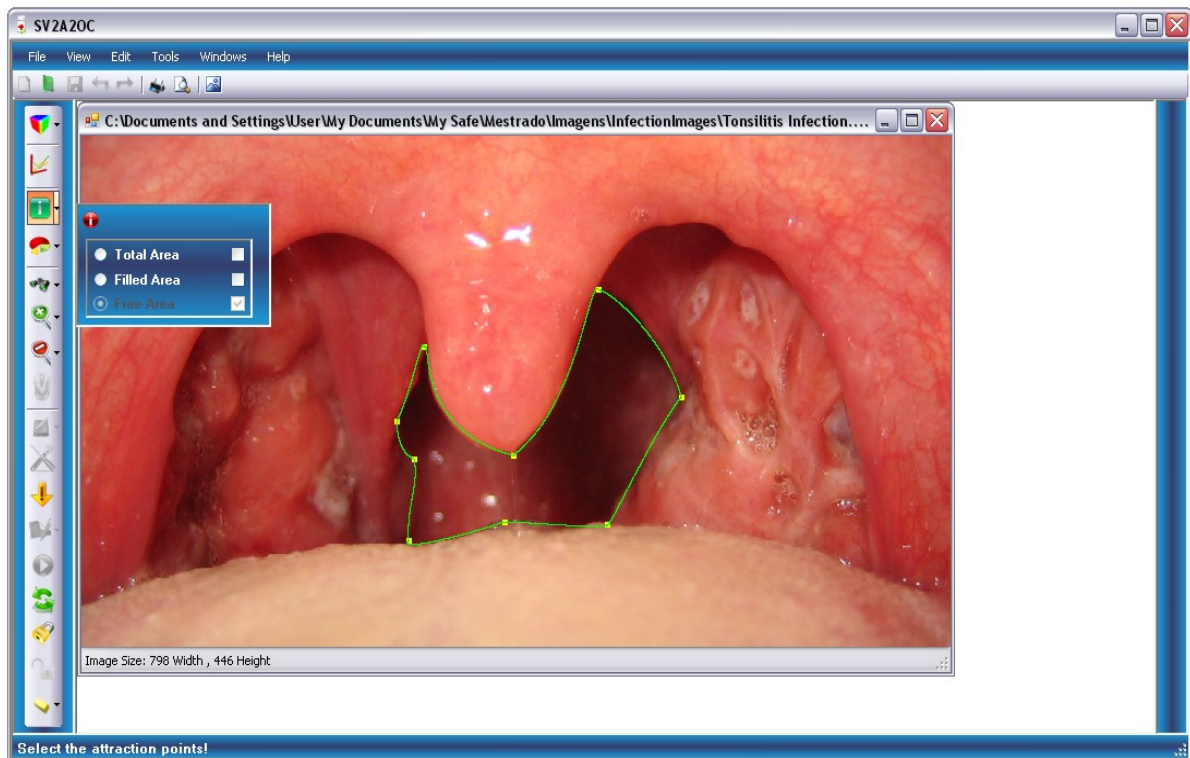 SV2A2OC
File View Edit Tools Windows Help
C:\Documents and Settings\User\My Documents\My Safe\Mestrado\Imagens\InfectionImages\Tonsilitis Infection....
Total Area
Filled Area
Free Area
Image Size: 798 Width , 446 Height
Select the attraction points!